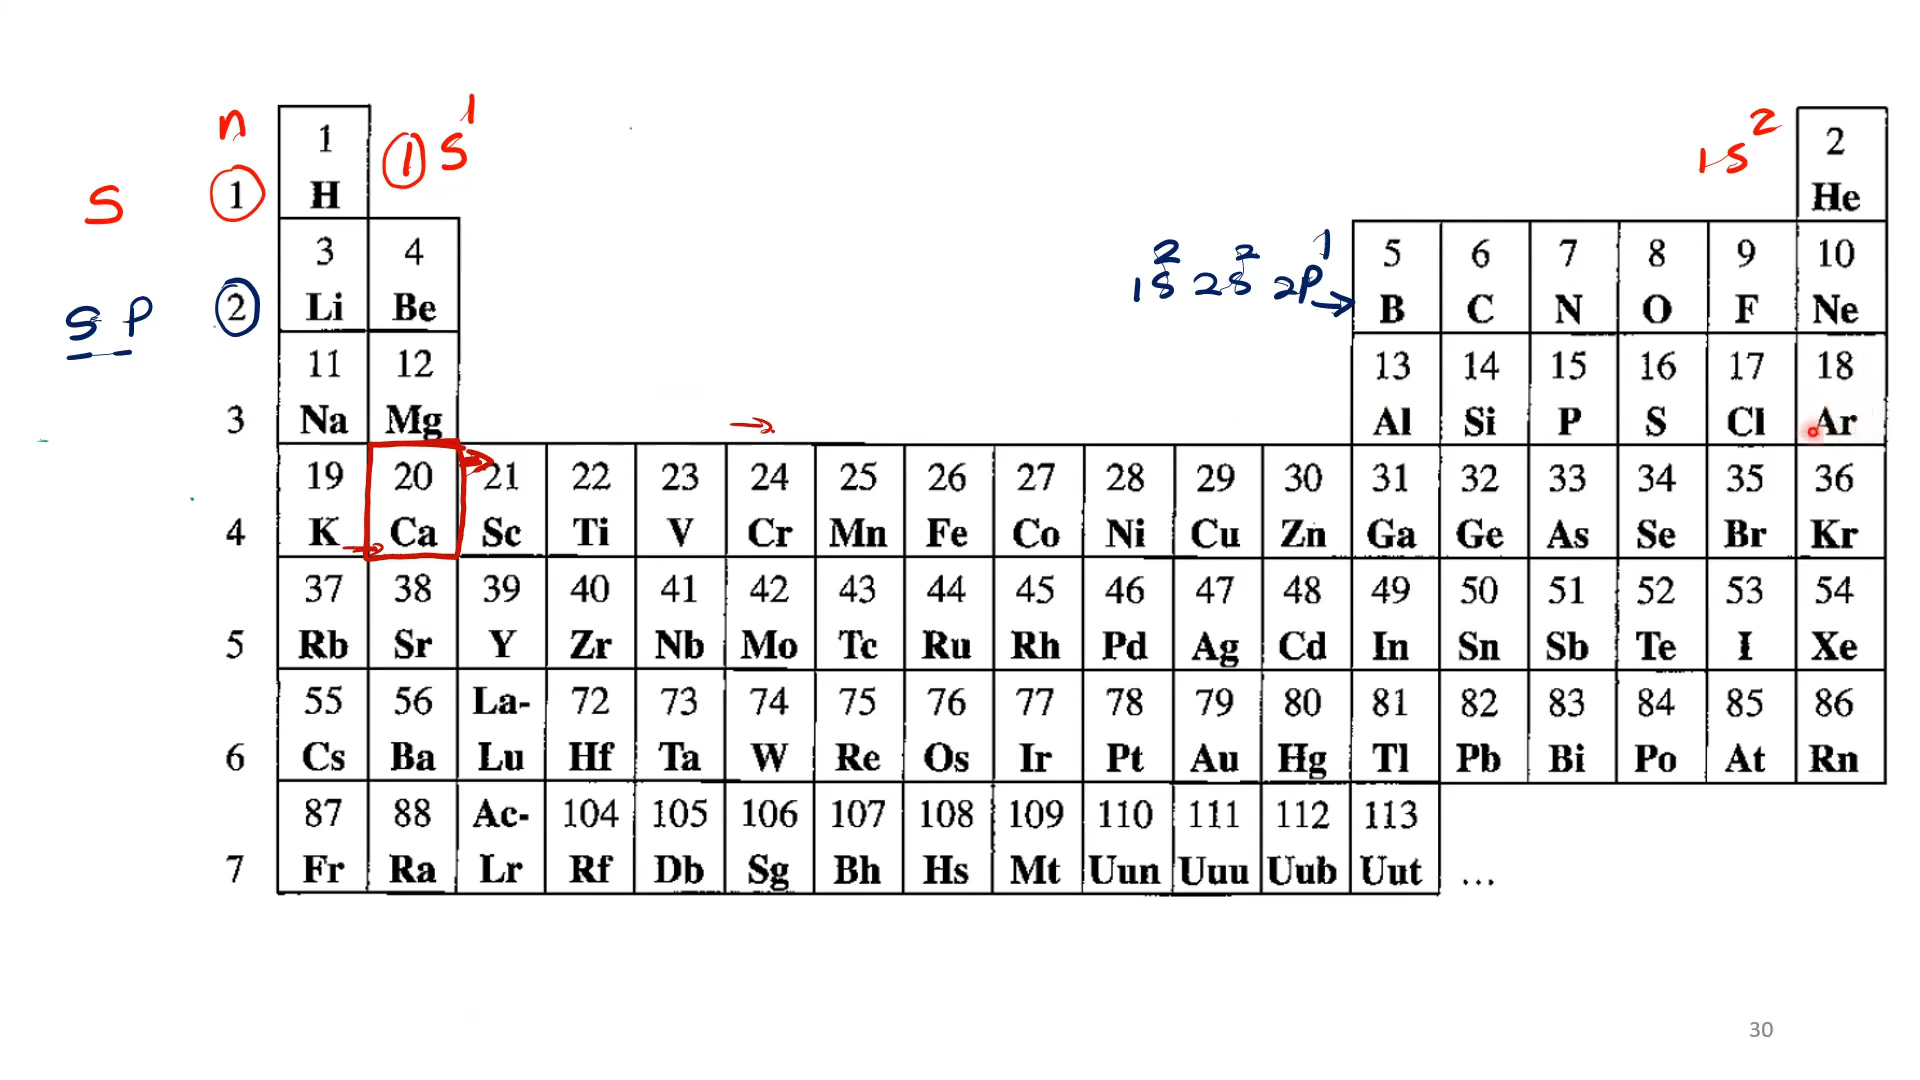 n
1 H ① s¹ 1s² 2 He
S ①
3 Li 4 Be 1s² 2s² 2p¹ → 5 B 6 C 7 N 8 O 9 F 10 Ne
S P ②
11 Na 12 Mg 13 Al 14 Si 15 P 16 S 17 Cl 18 Ar
3
19 K 20 Ca 21 Sc 22 Ti 23 V 24 Cr 25 Mn 26 Fe 27 Co 28 Ni 29 Cu 30 Zn 31 Ga 32 Ge 33 As 34 Se 35 Br 36 Kr
4
37 Rb 38 Sr 39 Y 40 Zr 41 Nb 42 Mo 43 Tc 44 Ru 45 Rh 46 Pd 47 Ag 48 Cd 49 In 50 Sn 51 Sb 52 Te 53 I 54 Xe
5
55 Cs 56 Ba La-Lu 72 Hf 73 Ta 74 W 75 Re 76 Os 77 Ir 78 Pt 79 Au 80 Hg 81 Tl 82 Pb 83 Bi 84 Po 85 At 86 Rn
6
87 Fr 88 Ra Ac-Lr 104 Rf 105 Db 106 Sg 107 Bh 108 Hs 109 Mt 110 Uun 111 Uuu 112 Uub 113 Uut ...
7
30